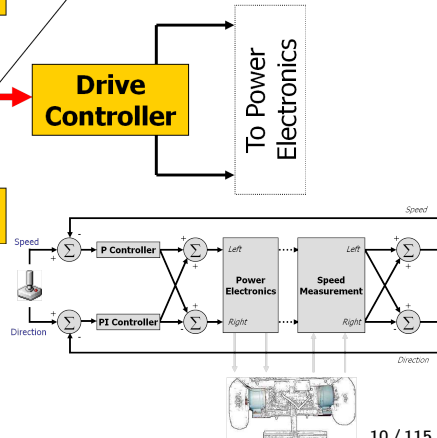 Drive
Controller
To Power
Electronics
Speed
Speed
-
+
Σ
P Controller
+
+
Σ
Left
Left
+
+
Σ
Power
Electronics
Speed
Measurement
Direction
+
-
Σ
PI Controller
+
-
Σ
Right
Right
+
-
Σ
Direction
10 / 115